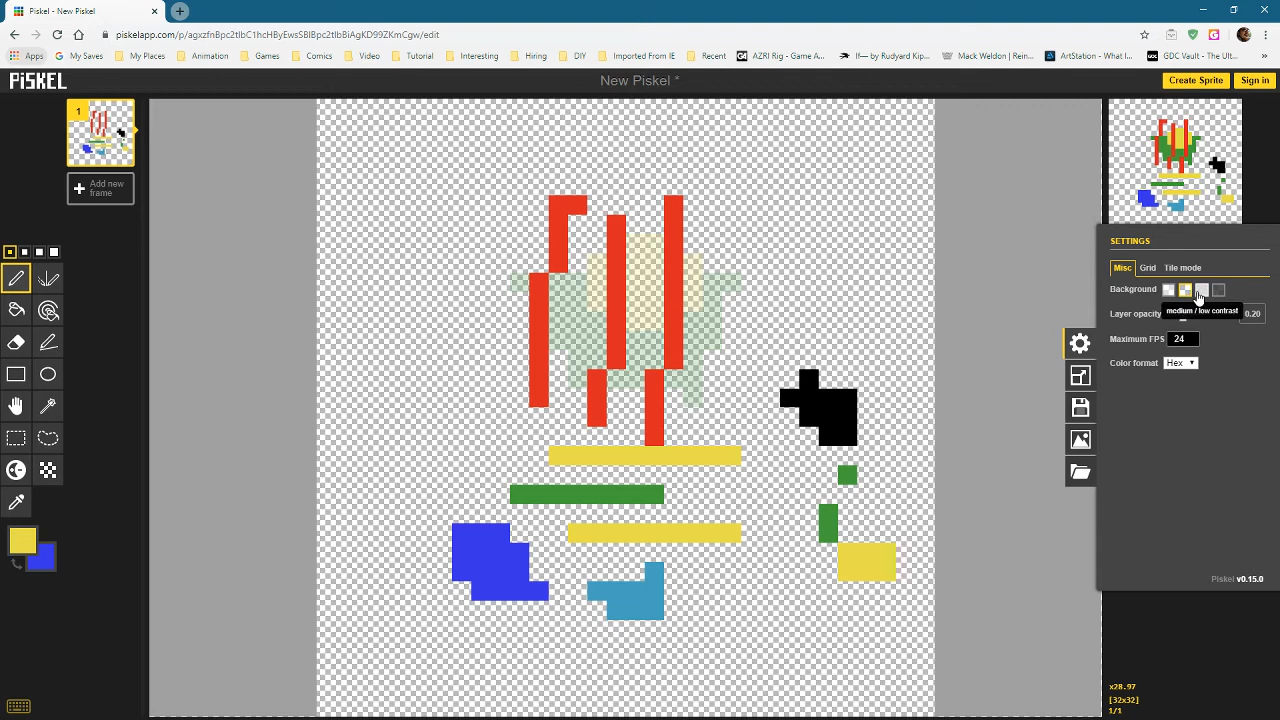 Piskel - New Piskel
piskelapp.com/p/agxzfnBpc2tlbC1hcHByEwsSBlBpc2tlbBiAgKD99ZKmCgw/edit
Apps My Saves My Places Animation Games Comics Video Tutorial Interesting Hiring DIY Imported From IE Recent AZRI Rig - Game A... If— by Rudyard Kip... Mack Weldon | Rein... ArtStation - What I... GDC Vault - The Ult...
PiSKEL
New Piskel *
Create Sprite
Sign in
1
Add new
frame
SETTINGS
Misc Grid Tile mode
Background
medium / low contrast
Layer opacity 0.20
Maximum FPS 24
Color format Hex
Piskel v0.15.0
x28.97
[32x32]
1/1